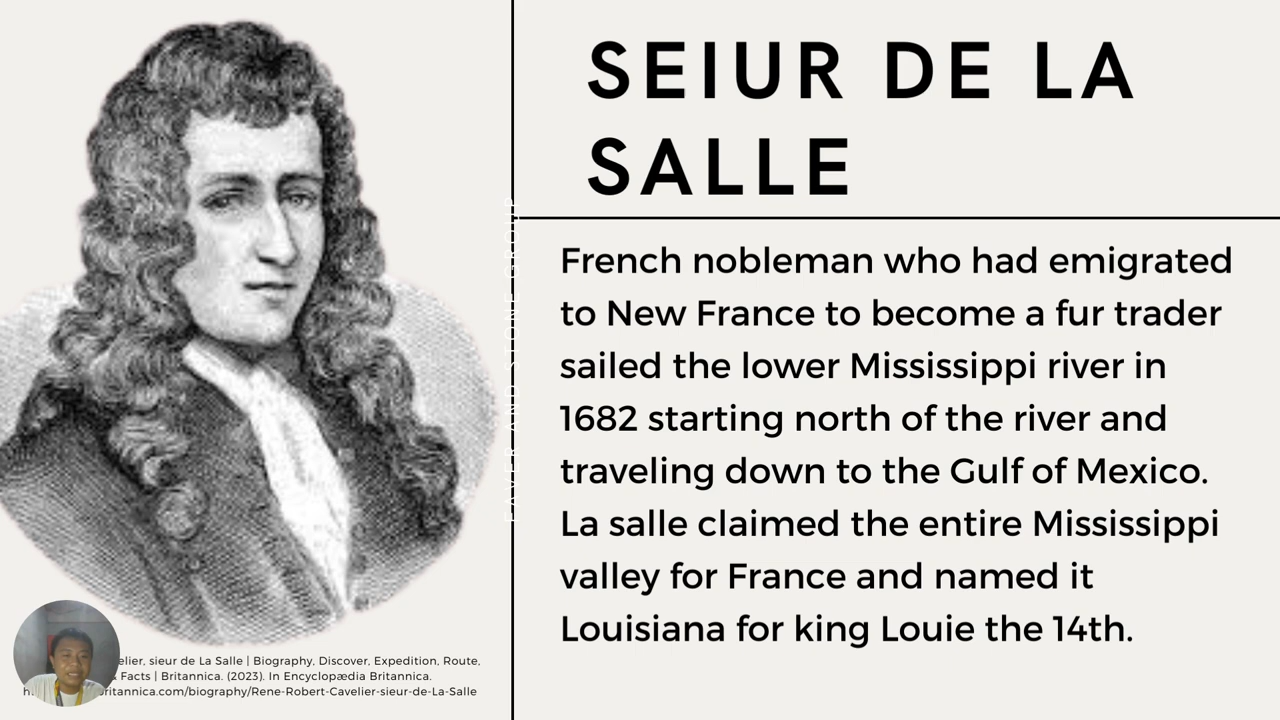 SEIUR DE LA
SALLE
French nobleman who had emigrated
to New France to become a fur trader
sailed the lower Mississippi river in
1682 starting north of the river and
traveling down to the Gulf of Mexico.
La salle claimed the entire Mississippi
valley for France and named it
Louisiana for king Louie the 14th.
sieur de La Salle | Biography, Discover, Expedition, Route,
Facts | Britannica. (2023). In Encyclopædia Britannica.
ritannica.com/biography/Rene-Robert-Cavelier-sieur-de-La-Salle